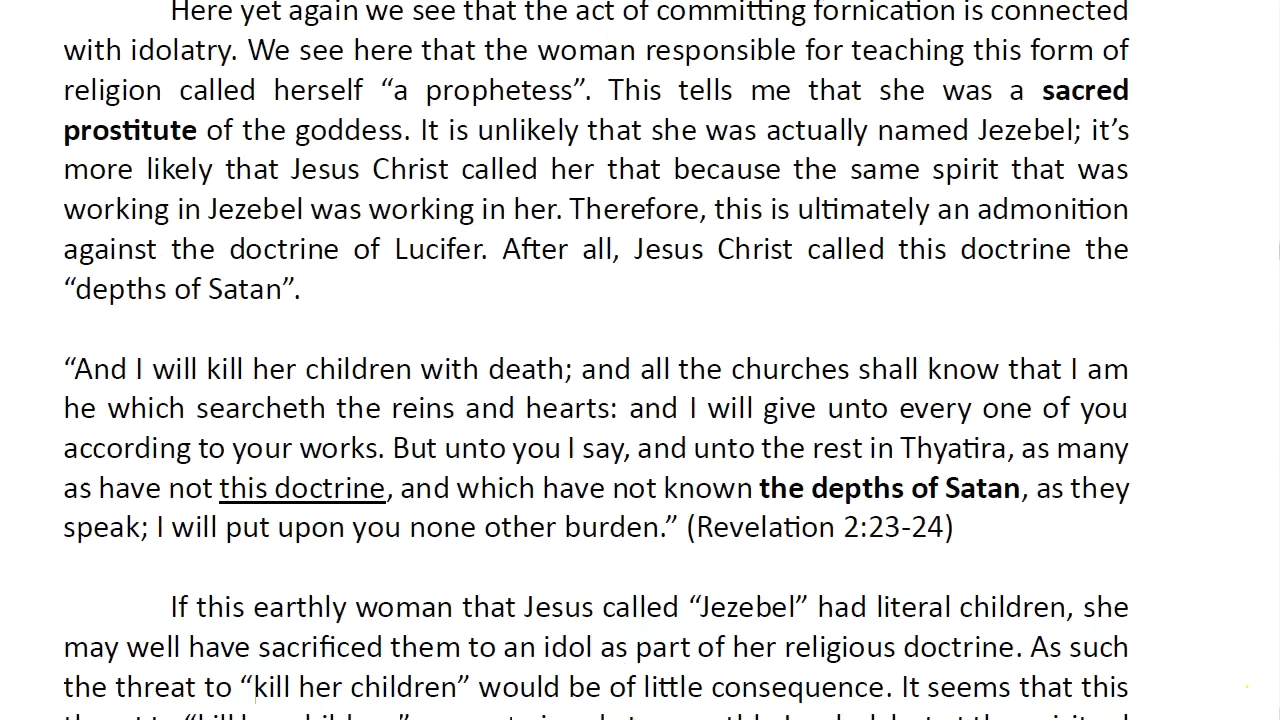 Here yet again we see that the act of committing fornication is connected
with idolatry. We see here that the woman responsible for teaching this form of
religion called herself “a prophetess”. This tells me that she was a sacred
prostitute of the goddess. It is unlikely that she was actually named Jezebel; it’s
more likely that Jesus Christ called her that because the same spirit that was
working in Jezebel was working in her. Therefore, this is ultimately an admonition
against the doctrine of Lucifer. After all, Jesus Christ called this doctrine the
“depths of Satan”.
“And I will kill her children with death; and all the churches shall know that I am
he which searcheth the reins and hearts: and I will give unto every one of you
according to your works. But unto you I say, and unto the rest in Thyatira, as many
as have not this doctrine, and which have not known the depths of Satan, as they
speak; I will put upon you none other burden.” (Revelation 2:23-24)
If this earthly woman that Jesus called “Jezebel” had literal children, she
may well have sacrificed them to an idol as part of her religious doctrine. As such
the threat to “kill her children” would be of little consequence. It seems that this